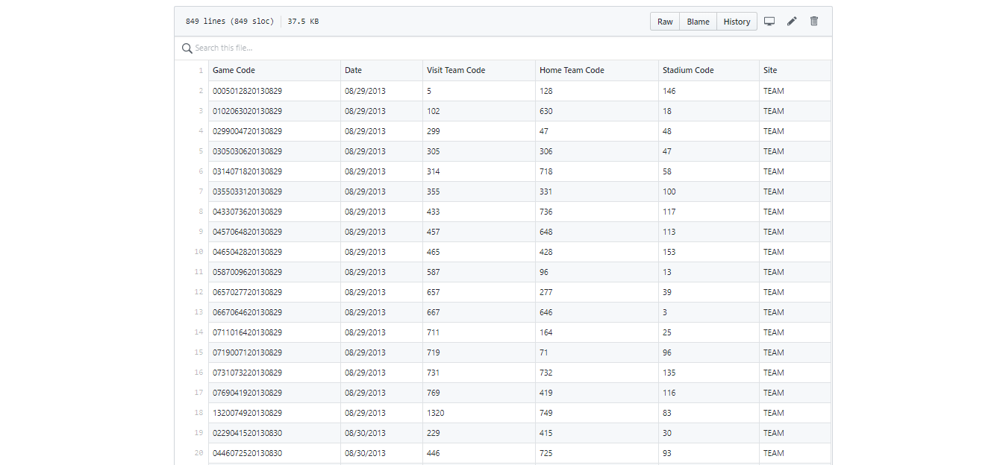 849 lines (849 sloc) 37.5 KB Raw Blame History
Search this file...
1 Game Code Date Visit Team Code Home Team Code Stadium Code Site
2 0005012820130829 08/29/2013 5 128 146 TEAM
3 0102063020130829 08/29/2013 102 630 18 TEAM
4 0299004720130829 08/29/2013 299 47 48 TEAM
5 0305030620130829 08/29/2013 305 306 47 TEAM
6 0314071820130829 08/29/2013 314 718 58 TEAM
7 0355033120130829 08/29/2013 355 331 100 TEAM
8 0433073620130829 08/29/2013 433 736 117 TEAM
9 0457064820130829 08/29/2013 457 648 113 TEAM
10 0465042820130829 08/29/2013 465 428 153 TEAM
11 0587009620130829 08/29/2013 587 96 13 TEAM
12 0657027720130829 08/29/2013 657 277 39 TEAM
13 0667064620130829 08/29/2013 667 646 3 TEAM
14 0711016420130829 08/29/2013 711 164 25 TEAM
15 0719007120130829 08/29/2013 719 71 96 TEAM
16 0731073220130829 08/29/2013 731 732 135 TEAM
17 0769041920130829 08/29/2013 769 419 116 TEAM
18 1320074920130829 08/29/2013 1320 749 83 TEAM
19 0229041520130830 08/30/2013 229 415 30 TEAM
20 0446072520130830 08/30/2013 446 725 93 TEAM